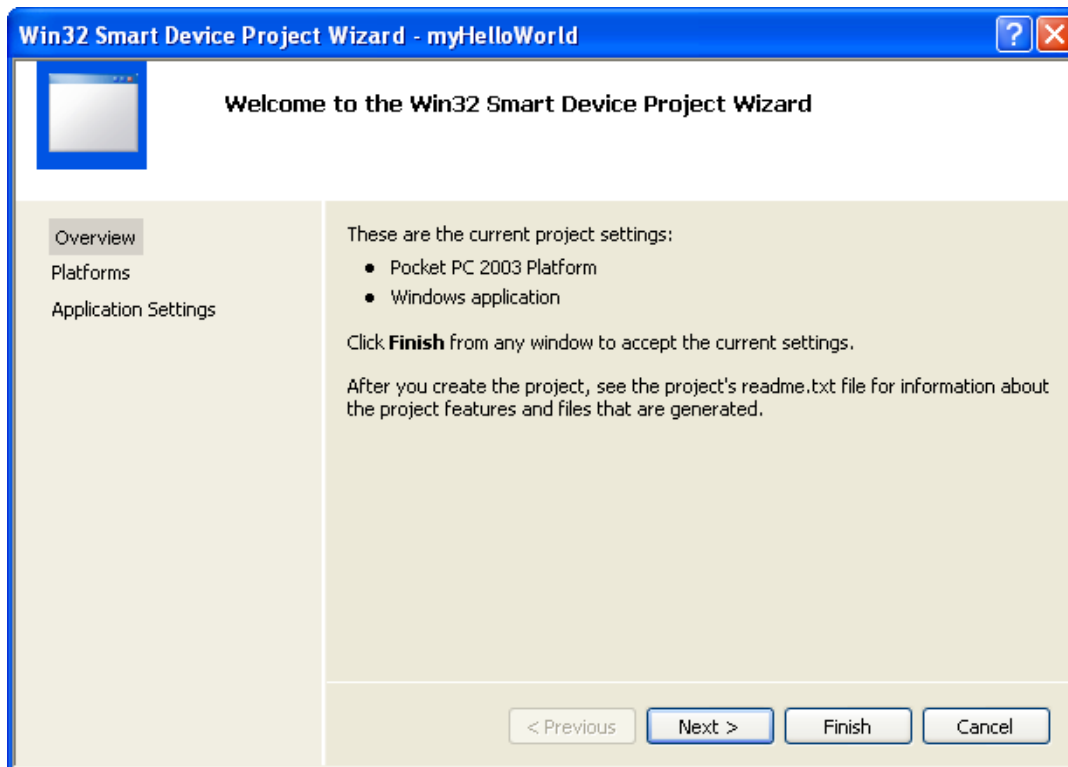 Win32 Smart Device Project Wizard - myHelloWorld
Welcome to the Win32 Smart Device Project Wizard
Overview
Platforms
Application Settings
These are the current project settings:
● Pocket PC 2003 Platform
● Windows application
Click Finish from any window to accept the current settings.
After you create the project, see the project's readme.txt file for information about
the project features and files that are generated.
< Previous
Next >
Finish
Cancel